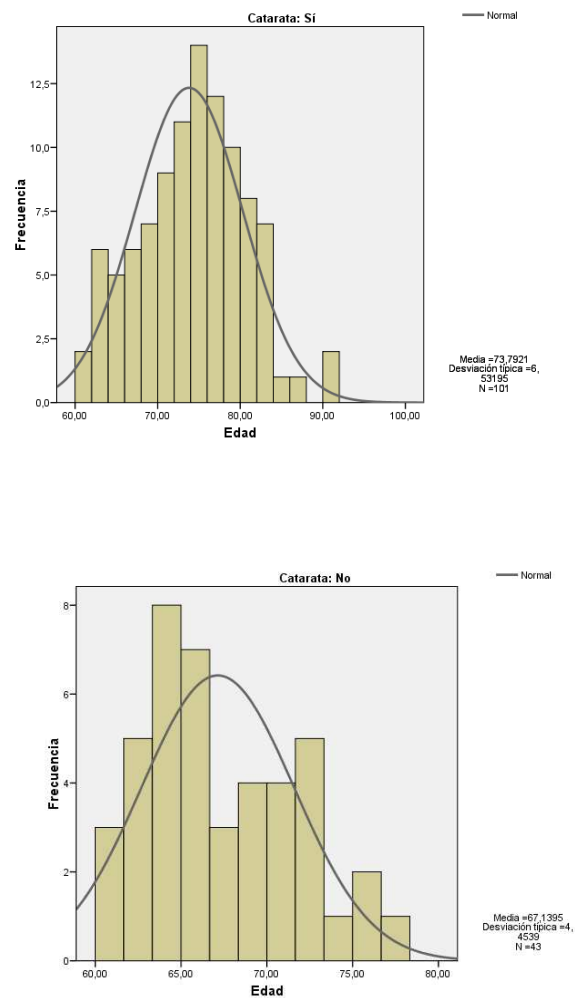 Catarata: Sí
Normal
12,5
10,0
7,5
5,0
2,5
0,0
Frecuencia
60,00 70,00 80,00 90,00 100,00
Edad
Media =73,7921
Desviación típica =6,
53195
N =101
Catarata: No
Normal
8
6
4
2
0
Frecuencia
60,00 65,00 70,00 75,00 80,00
Edad
Media =67,1395
Desviación típica =4,
4539
N =43